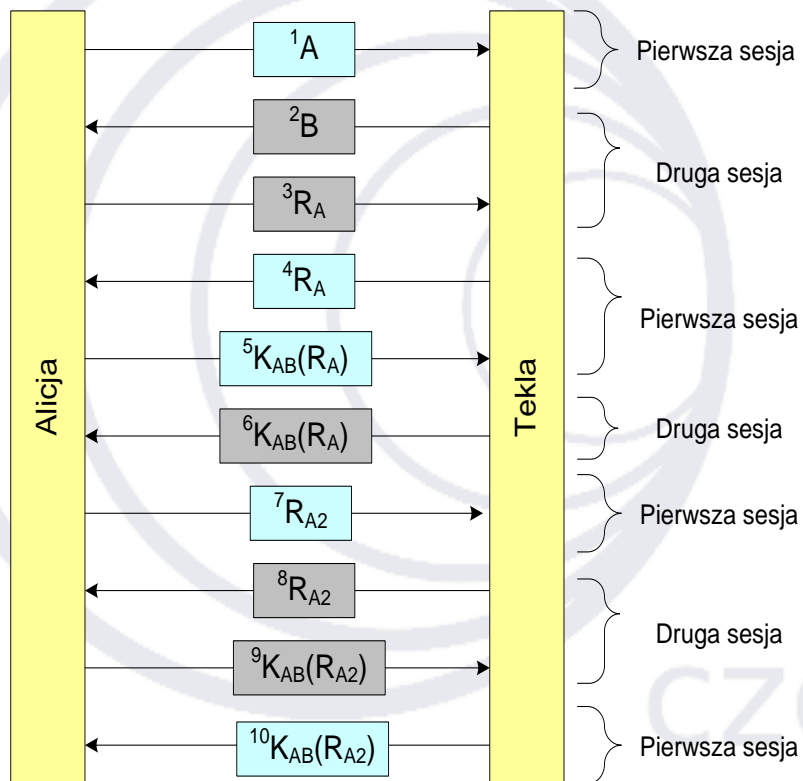 ¹A
Pierwsza sesja
²B
Druga sesja
³R_A
⁴R_A
Pierwsza sesja
⁵K_AB(R_A)
Alicja
Tekla
⁶K_AB(R_A)
Druga sesja
⁷R_A2
Pierwsza sesja
⁸R_A2
Druga sesja
⁹K_AB(R_A2)
¹⁰K_AB(R_A2)
Pierwsza sesja